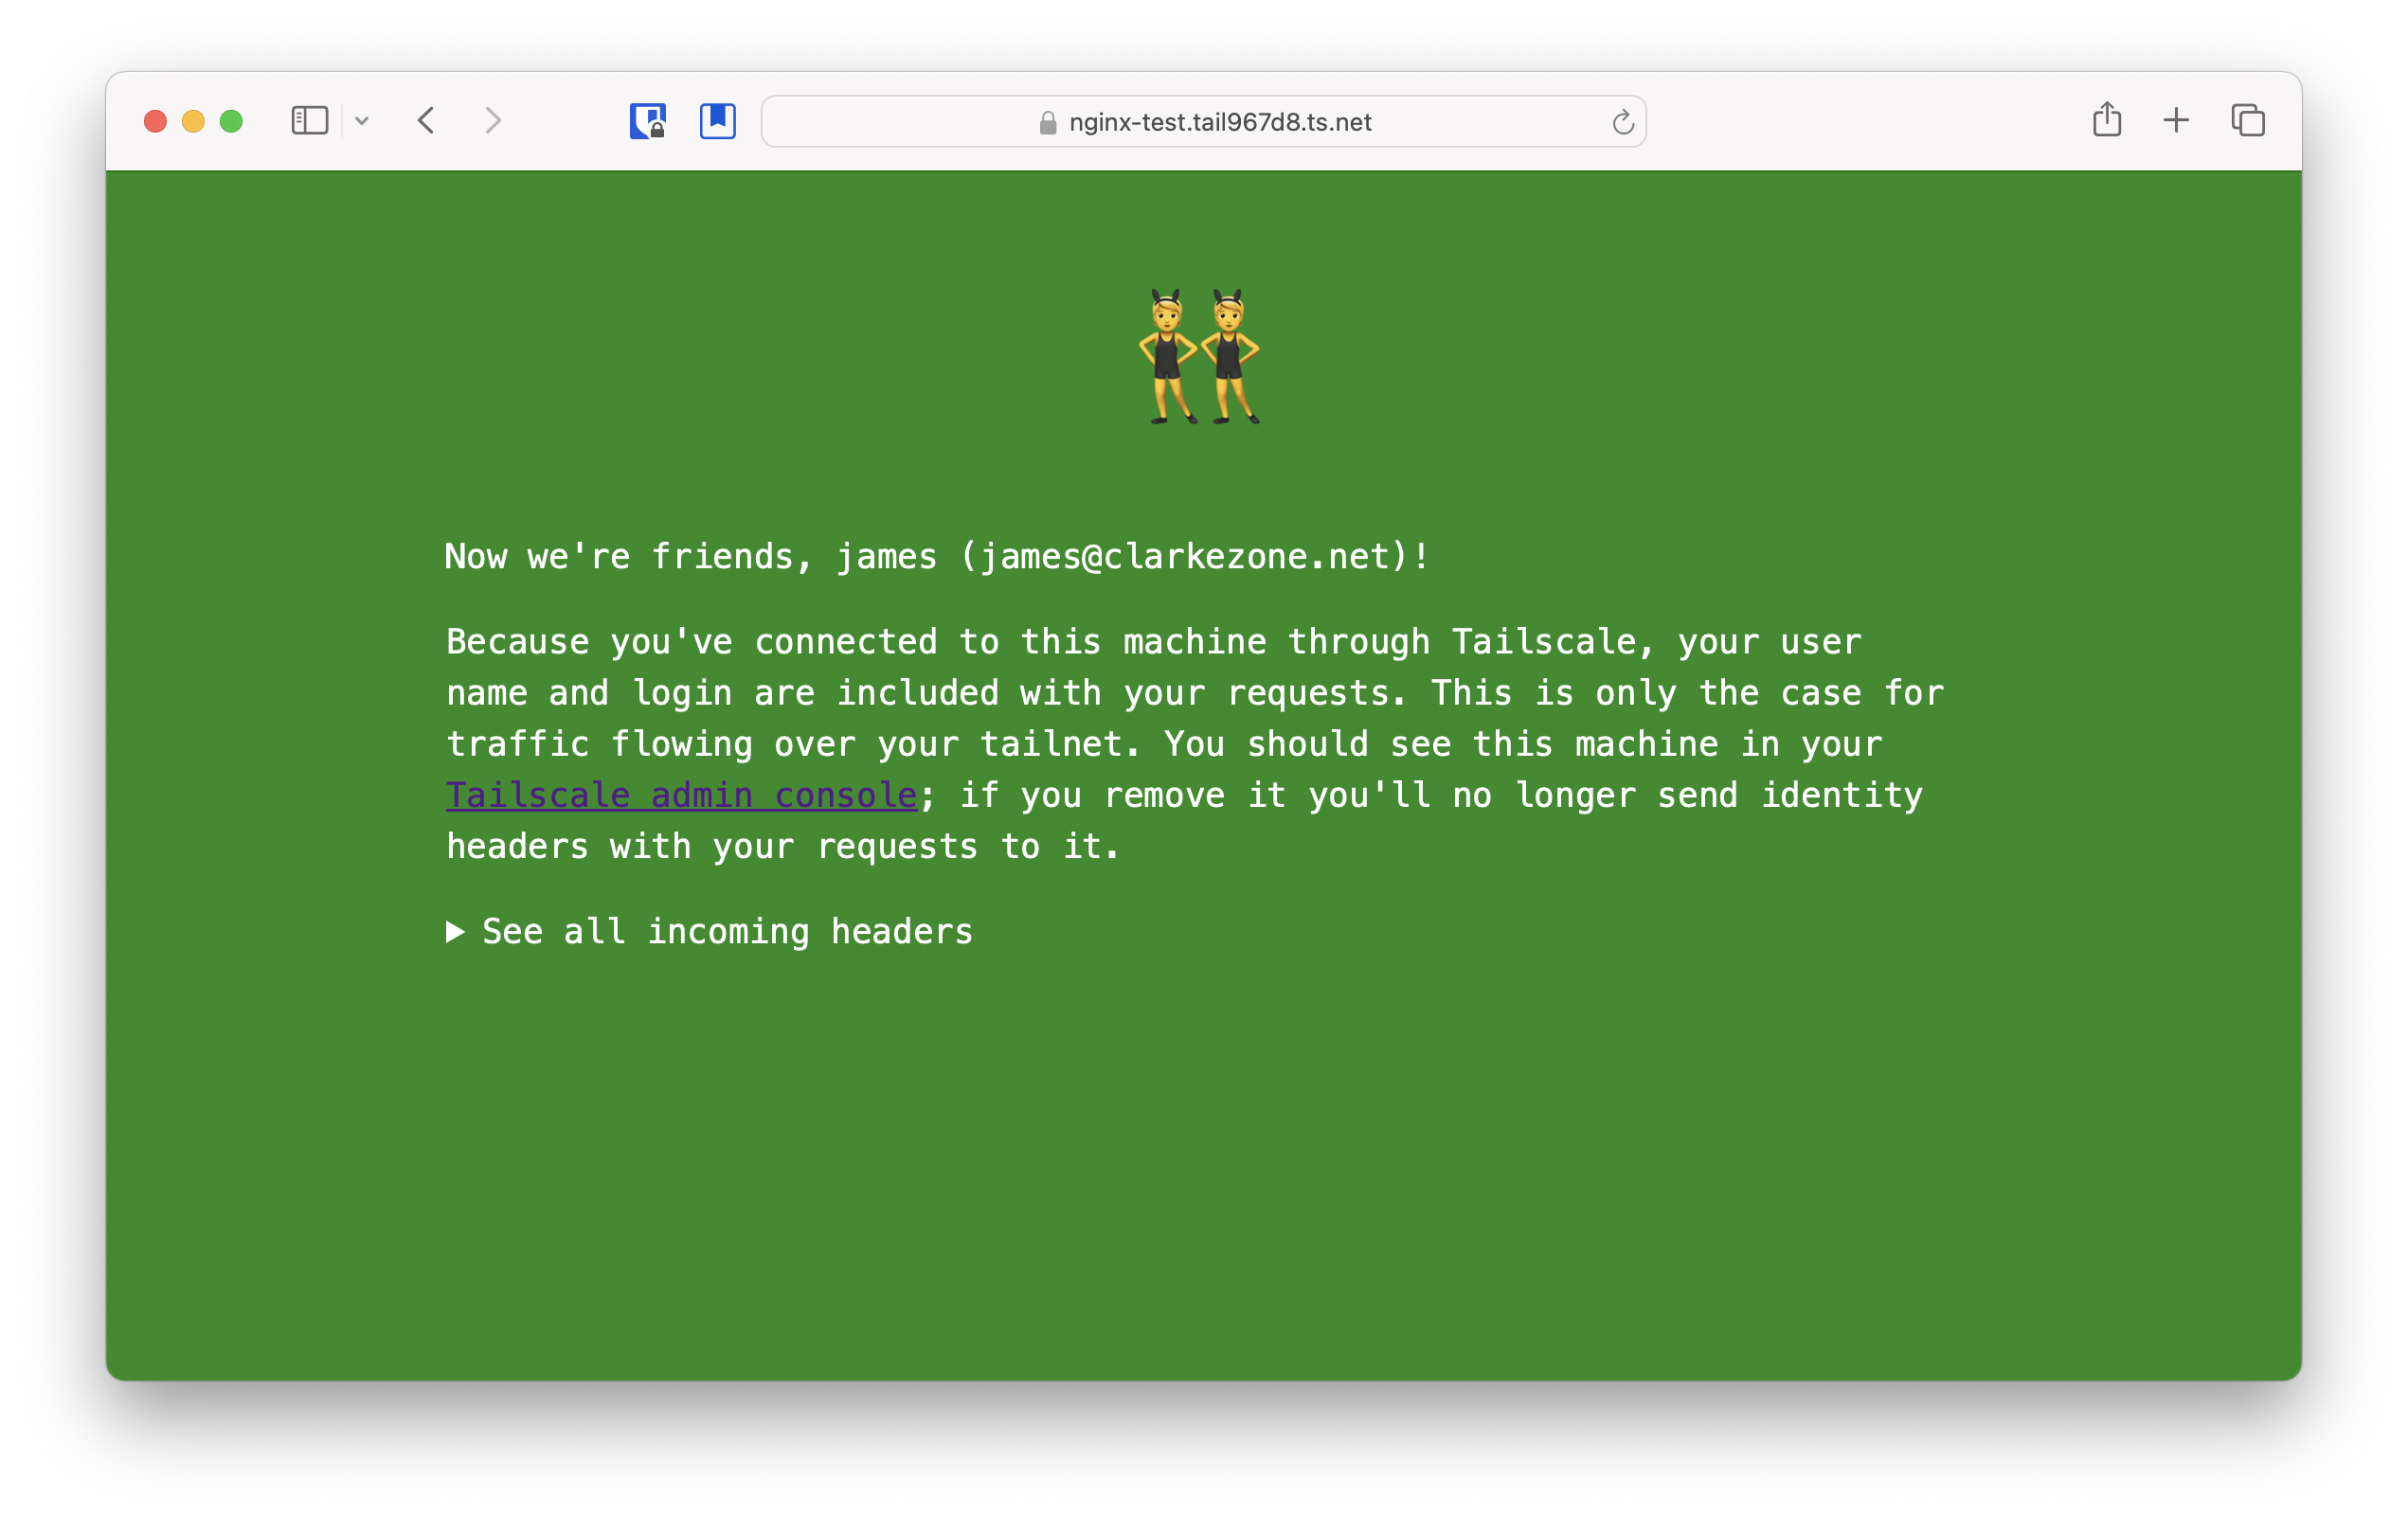 nginx-test.tail967d8.ts.net
Now we're friends, james (james@clarkezone.net)!
Because you've connected to this machine through Tailscale, your user
name and login are included with your requests. This is only the case for
traffic flowing over your tailnet. You should see this machine in your
Tailscale admin console; if you remove it you'll no longer send identity
headers with your requests to it.
See all incoming headers